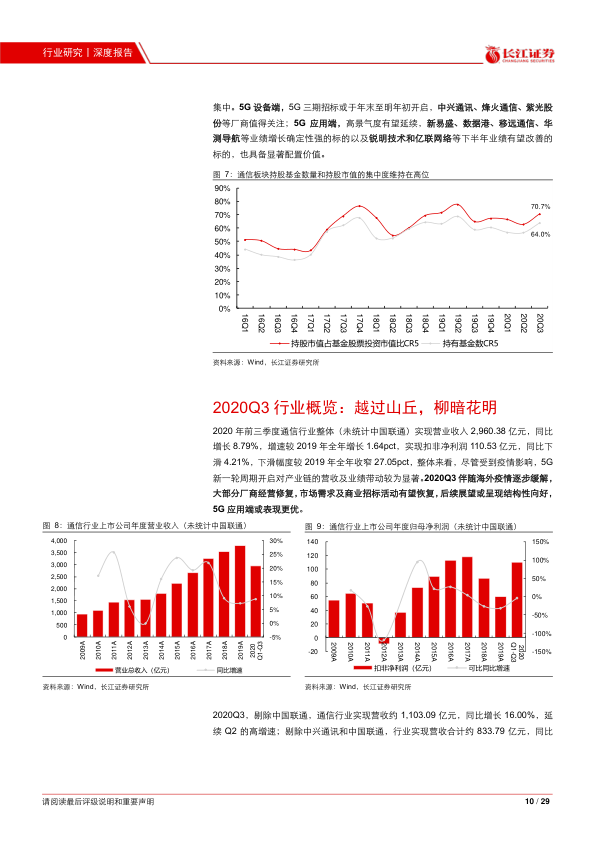 行业研究丨深度报告
长江证券
CHANGJIANG SECURITIES
集中。5G 设备端，5G 三期招标或于年末至明年初开启，中兴通讯、烽火通信、紫光股
份等厂商值得关注；5G 应用端，高景气度有望延续，新易盛、数据港、移远通信、华
测导航等业绩增长确定性强的标的以及锐明技术和亿联网络等下半年业绩有望改善的
标的，也具备显著配置价值。
图 7：通信板块持股基金数量和持股市值的集中度维持在高位
90%
80%
70%
60%
50%
40%
30%
20%
10%
0%
70.7%
64.0%
16Q1 16Q2 16Q3 16Q4 17Q1 17Q2 17Q3 17Q4 18Q1 18Q2 18Q3 18Q4 19Q1 19Q2 19Q3 19Q4 20Q1 20Q2 20Q3
持股市值占基金股票投资市值比CR5 持有基金数CR5
资料来源：Wind，长江证券研究所
2020Q3 行业概览：越过山丘，柳暗花明
2020 年前三季度通信行业整体（未统计中国联通）实现营业收入 2,960.38 亿元，同比
增长 8.79%，增速较 2019 年全年增长 1.64pct，实现扣非净利润 110.53 亿元，同比下
滑 4.21%，下滑幅度较 2019 年全年收窄 27.05pct，整体来看，尽管受到疫情影响，5G
新一轮周期开启对产业链的营收及业绩带动较为显著。2020Q3 伴随海外疫情逐步缓解，
大部分厂商经营修复，市场需求及商业招标活动有望恢复，后续展望或呈现结构性向好，
5G 应用端或表现更优。
图 8：通信行业上市公司年度营业收入（未统计中国联通）
4,000
3,500
3,000
2,500
2,000
1,500
1,000
500
0
30%
25%
20%
15%
10%
5%
0%
-5%
2009A 2010A 2011A 2012A 2013A 2014A 2015A 2016A 2017A 2018A 2019A 2020 Q1-Q3
营业总收入（亿元） 同比增速
资料来源：Wind，长江证券研究所
图 9：通信行业上市公司年度归母净利润（未统计中国联通）
140
120
100
80
60
40
20
0
-20
150%
100%
50%
0%
-50%
-100%
-150%
2009A 2010A 2011A 2012A 2013A 2014A 2015A 2016A 2017A 2018A 2019A 2020 Q1-Q3
扣非净利润（亿元） 可比同比增速
资料来源：Wind，长江证券研究所
2020Q3，剔除中国联通，通信行业实现营收约 1,103.09 亿元，同比增长 16.00%，延
续 Q2 的高增速；剔除中兴通讯和中国联通，行业实现营收合计约 833.79 亿元，同比
请阅读最后评级说明和重要声明
10 / 29